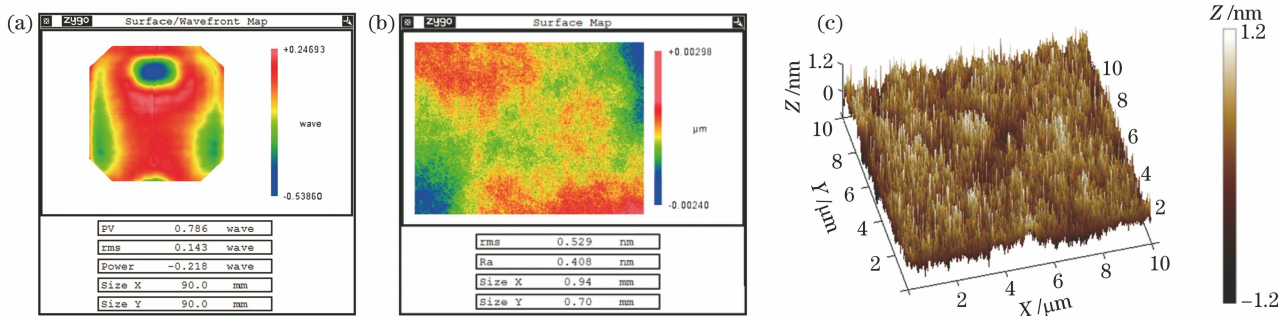 (a)
zygo Surface/Wavefront Map
+0.24693
wave
-0.53860
PV 0.786 wave
rms 0.143 wave
Power -0.218 wave
Size X 90.0 mm
Size Y 90.0 mm
(b)
zygo Surface Map
+0.00298
µm
-0.00240
rms 0.529 nm
Ra 0.408 nm
Size X 0.94 mm
Size Y 0.70 mm
(c)
Z /nm
1.2
0
10
8
6
4
2
Y /μm
2
4
6
8
10
X /μm
10
8
6
4
2
Z /nm
1.2
−1.2